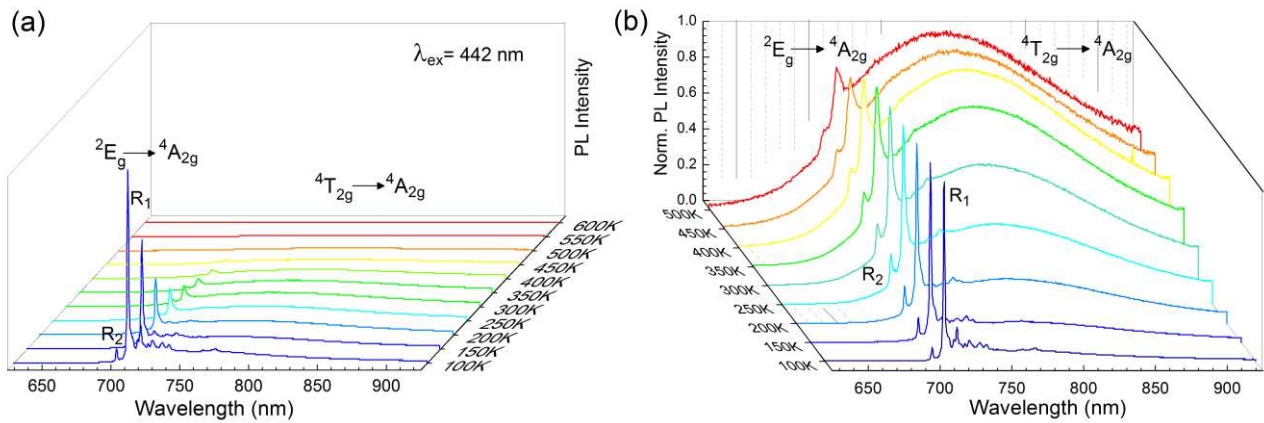 (a)
λex= 442 nm
PL Intensity
²Eg → ⁴A2g
R1
⁴T2g → ⁴A2g
R2
600K
550K
500K
450K
400K
350K
300K
250K
200K
150K
100K
650 700 750 800 850 900
Wavelength (nm)
(b)
Norm. PL Intensity
1.0
0.8
0.6
0.4
0.2
0.0
²Eg → ⁴A2g
⁴T2g → ⁴A2g
R1
R2
500K
450K
400K
350K
300K
250K
200K
150K
100K
650 700 750 800 850 900
Wavelength (nm)